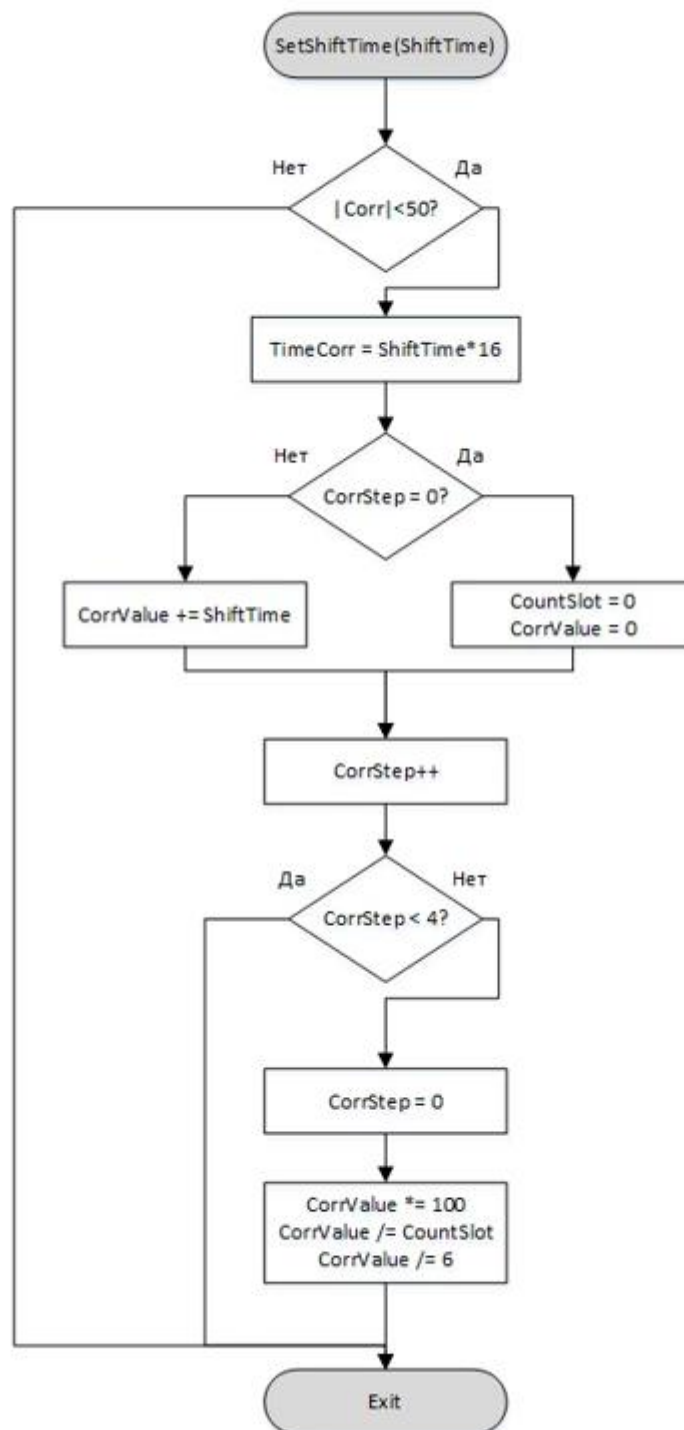 SetShiftTime(ShiftTime)
Нет
Да
|Corr|<50?
TimeCorr = ShiftTime*16
Нет
Да
CorrStep = 0?
CorrValue += ShiftTime
CountSlot = 0
CorrValue = 0
CorrStep++
Да
Нет
CorrStep < 4?
CorrStep = 0
CorrValue *= 100
CorrValue /= CountSlot
CorrValue /= 6
Exit